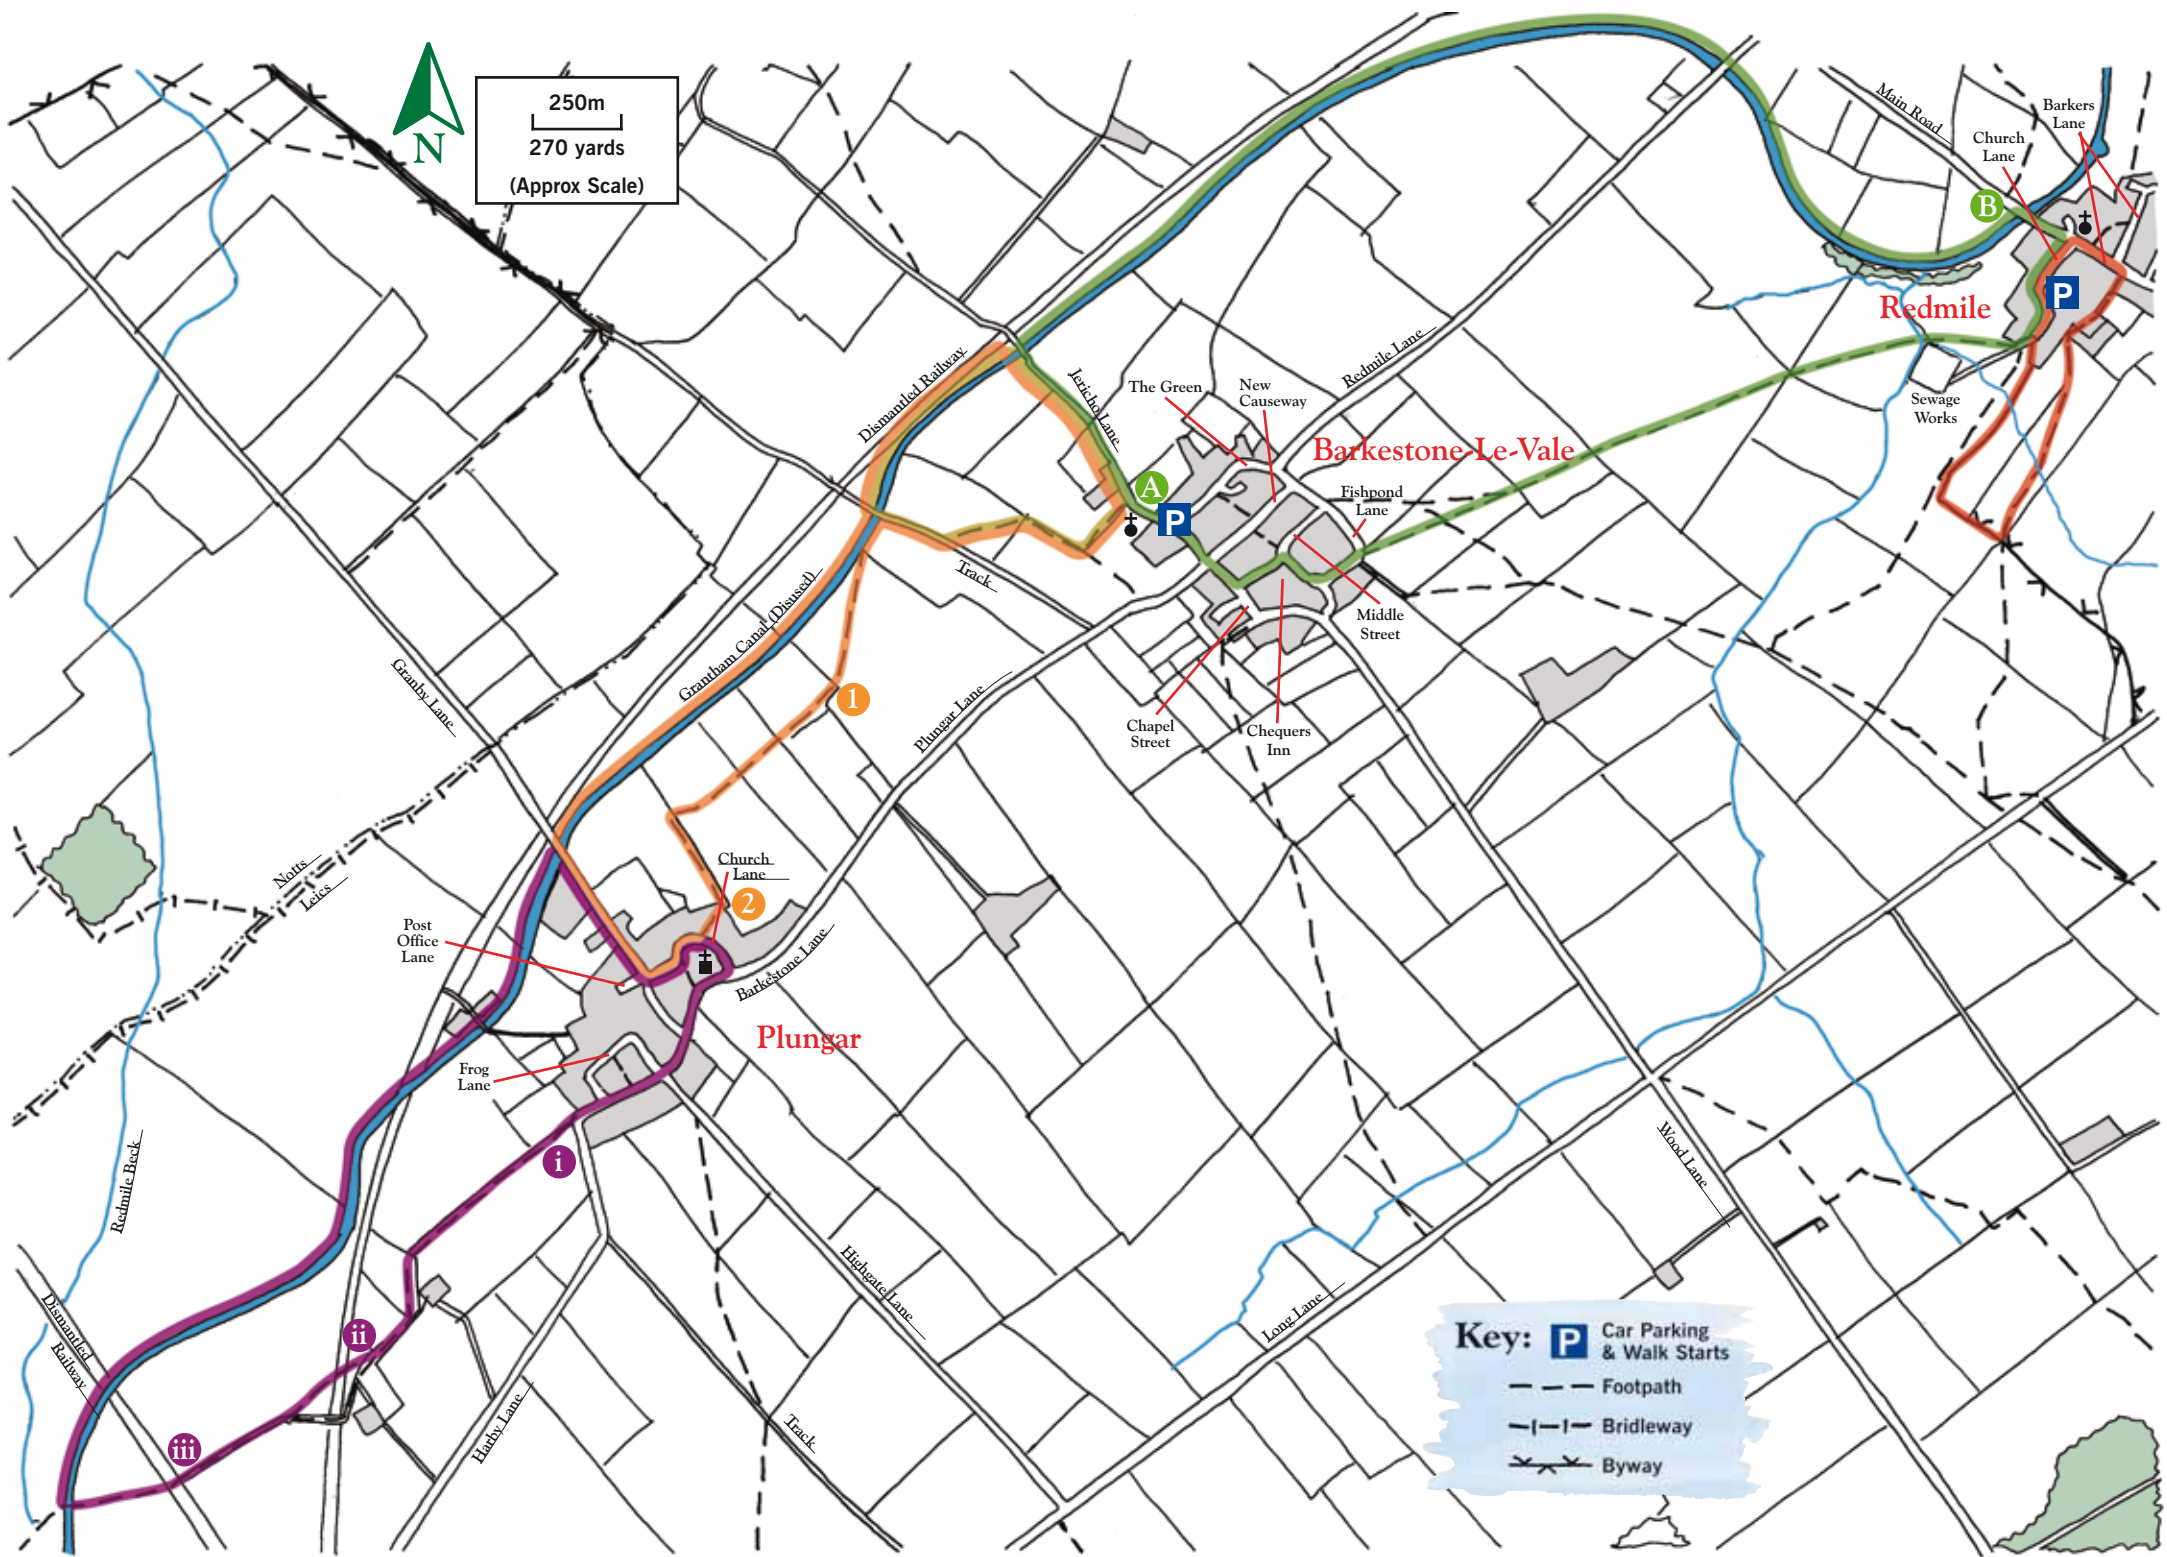 250m
270 yards
(Approx Scale)
N
Main Road
Barkers
Lane
Church
Lane
B
P
Redmile
Sewage
Works
Dismantled Railway
Jericho Lane
The Green
New
Causeway
Redmile Lane
Barkestone-Le-Vale
Fishpond
Lane
A
P
Track
Middle
Street
Chapel
Street
Chequers
Inn
Grantham Canal (Disused)
Granby Lane
1
Plungar Lane
Notts
Leics
Church
Lane
2
Post
Office
Lane
Barkestone Lane
Plungar
Frog
Lane
i
Redmile Beck
Wood Lane
Highgate Lane
Long Lane
Dismantled
Railway
ii
iii
Harby Lane
Track
Key:
P
Car Parking
& Walk Starts
Footpath
Bridleway
Byway